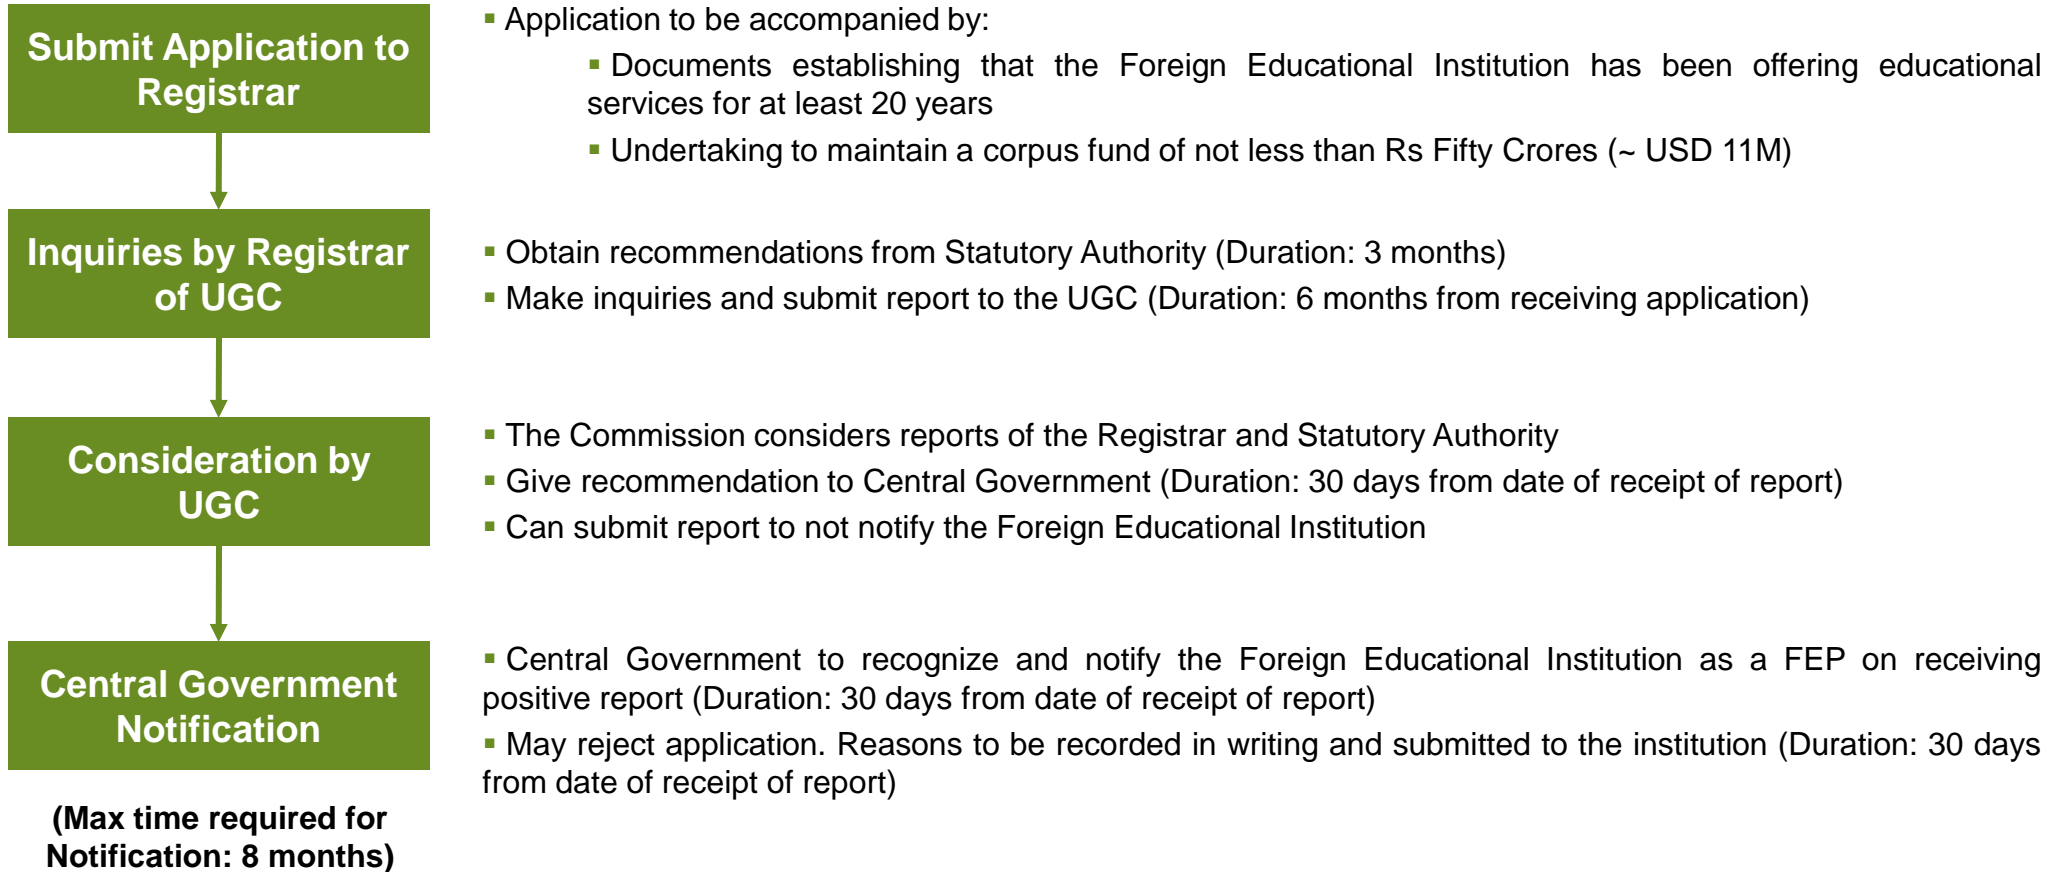 Submit Application to
Registrar
▪ Application to be accompanied by:
▪ Documents establishing that the Foreign Educational Institution has been offering educational
services for at least 20 years
▪ Undertaking to maintain a corpus fund of not less than Rs Fifty Crores (~ USD 11M)
Inquiries by Registrar
of UGC
▪ Obtain recommendations from Statutory Authority (Duration: 3 months)
▪ Make inquiries and submit report to the UGC (Duration: 6 months from receiving application)
Consideration by
UGC
▪ The Commission considers reports of the Registrar and Statutory Authority
▪ Give recommendation to Central Government (Duration: 30 days from date of receipt of report)
▪ Can submit report to not notify the Foreign Educational Institution
Central Government
Notification
▪ Central Government to recognize and notify the Foreign Educational Institution as a FEP on receiving
positive report (Duration: 30 days from date of receipt of report)
▪ May reject application. Reasons to be recorded in writing and submitted to the institution (Duration: 30 days
from date of receipt of report)
(Max time required for
Notification: 8 months)